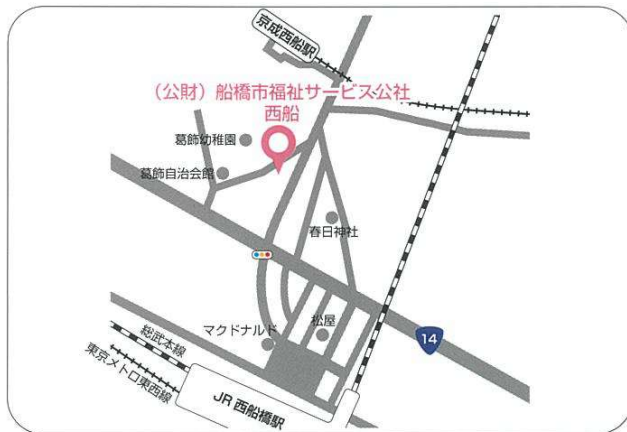 京成西船駅
（公財）船橋市福祉サービス公社
西船
葛飾幼稚園
葛飾自治会館
春日神社
マクドナルド
松屋
14
総武本線
東京メトロ東西線
JR 西船橋駅